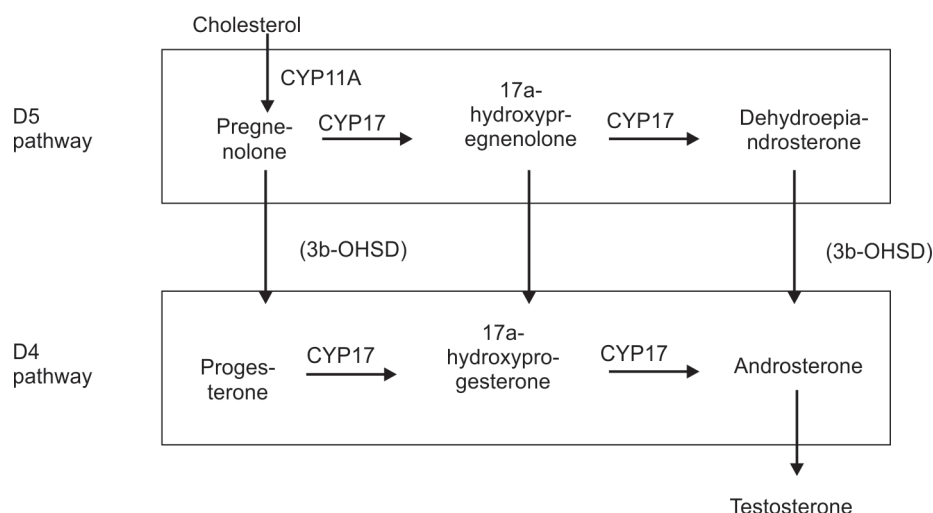 Cholesterol
CYP11A
D5
pathway
Pregne-
nolone
CYP17
17a-
hydroxypr-
egnenolone
CYP17
Dehydroepia-
ndrosterone
(3b-OHSD)
(3b-OHSD)
D4
pathway
Proges-
terone
CYP17
17a-
hydroxypro-
gesterone
CYP17
Androsterone
Testosterone